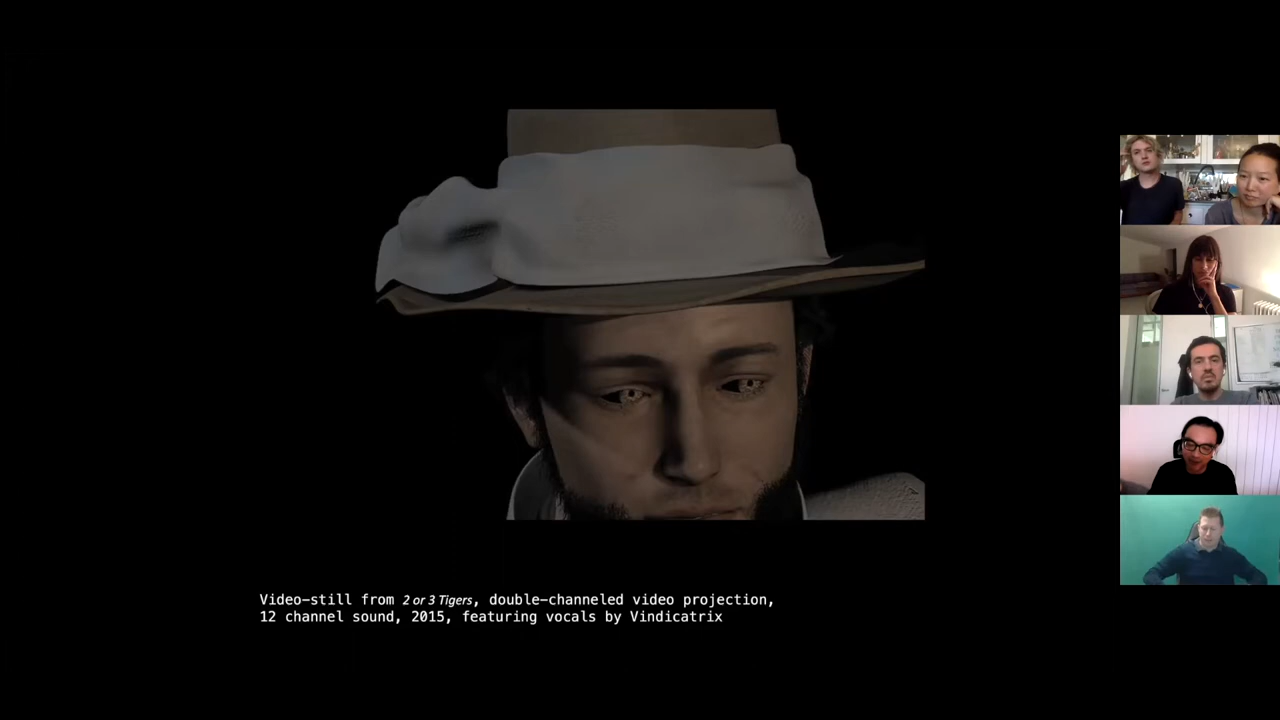 Video-still from 2 or 3 Tigers, double-channeled video projection,
12 channel sound, 2015, featuring vocals by Vindicatrix